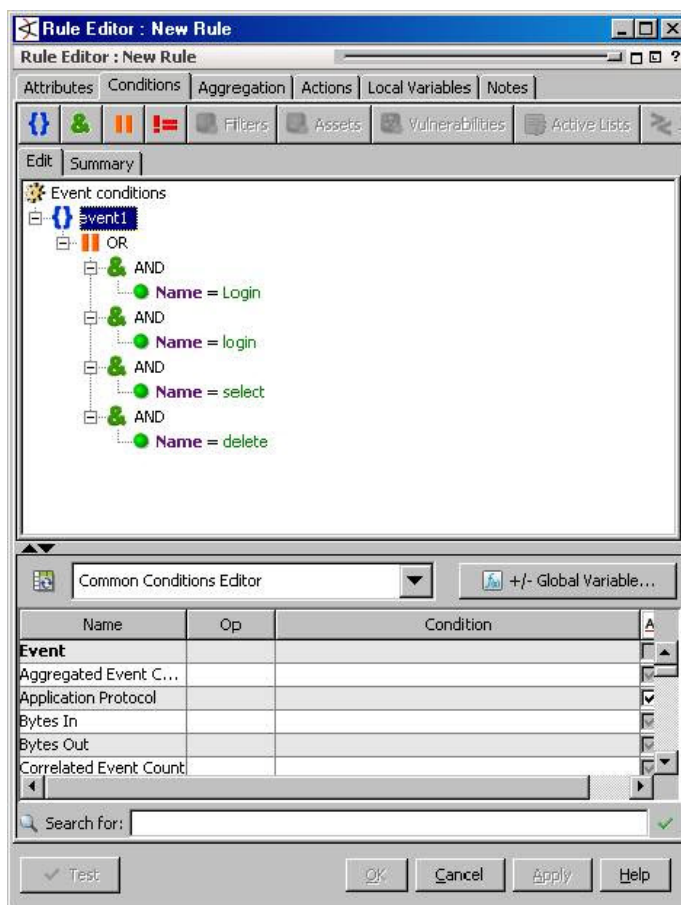 Rule Editor : New Rule
Rule Editor : New Rule
?
Attributes Conditions Aggregation Actions Local Variables Notes
{} & != Filters Assets Vulnerabilities Active Lists
Edit Summary
Event conditions
{} event1
OR
& AND
Name = Login
& AND
Name = login
& AND
Name = select
& AND
Name = delete
Common Conditions Editor +/- Global Variable...
Name Op Condition A
Event
Aggregated Event C...
Application Protocol
Bytes In
Bytes Out
Correlated Event Count
Search for:
Test OK Cancel Apply Help